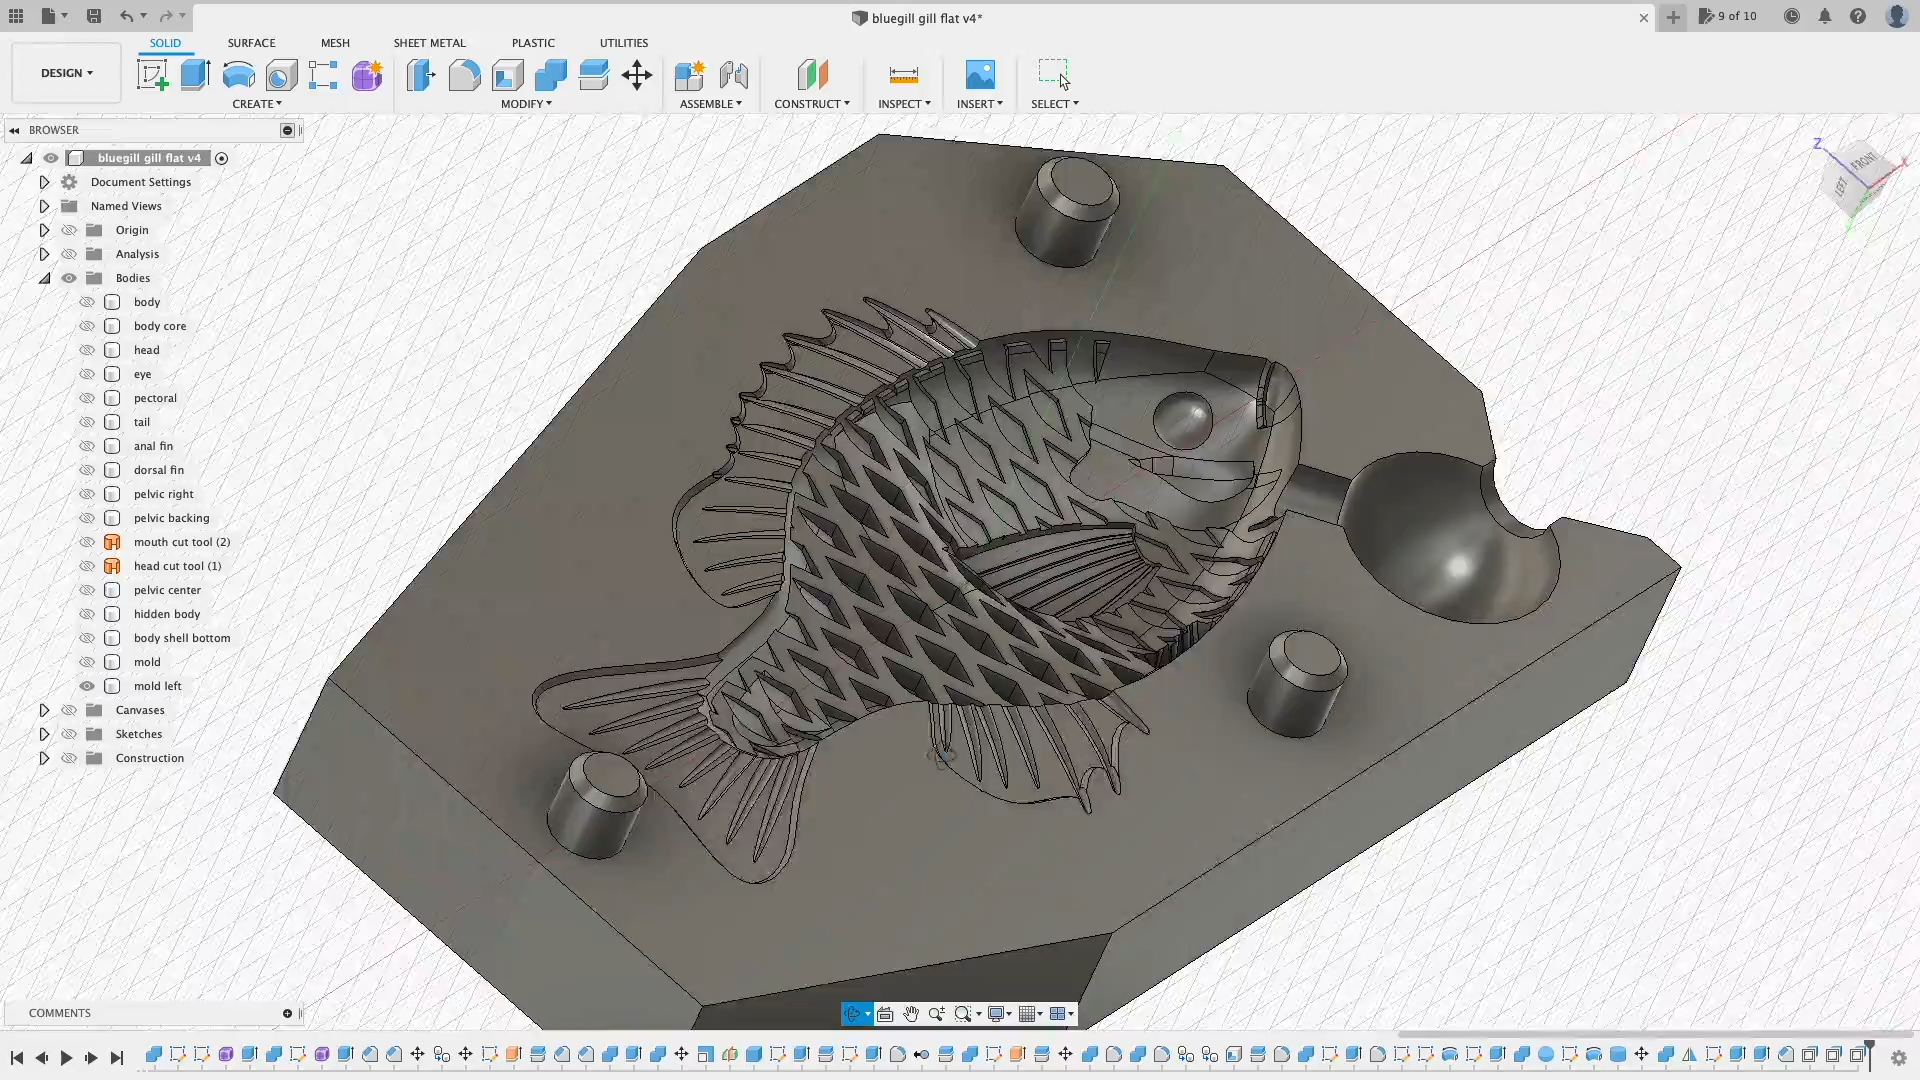 bluegill gill flat v4*
9 of 10
DESIGN
SOLID
SURFACE
MESH
SHEET METAL
PLASTIC
UTILITIES
CREATE
MODIFY
ASSEMBLE
CONSTRUCT
INSPECT
INSERT
SELECT
BROWSER
bluegill gill flat v4
Document Settings
Named Views
Origin
Analysis
Bodies
body
body core
head
eye
pectoral
tail
anal fin
dorsal fin
pelvic right
pelvic backing
mouth cut tool (2)
head cut tool (1)
pelvic center
hidden body
body shell bottom
mold
mold left
Canvases
Sketches
Construction
Z
FRONT
LEFT
X
COMMENTS